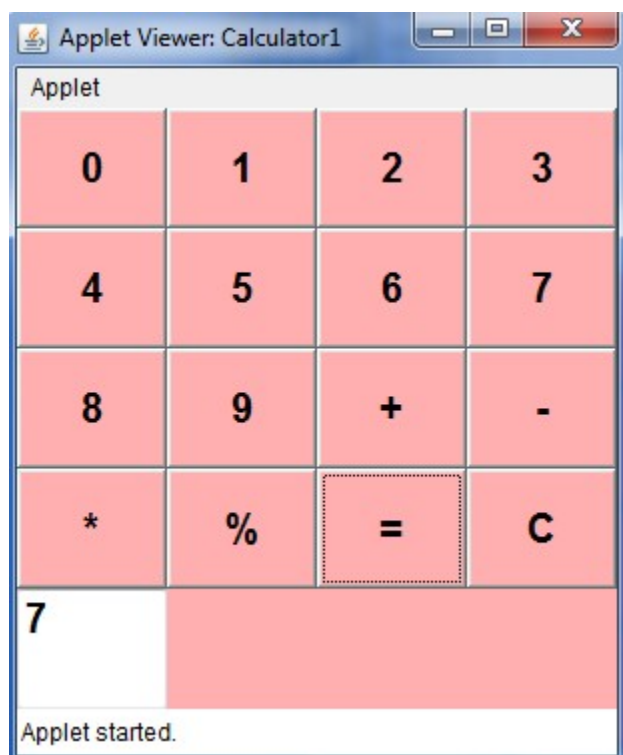 Applet Viewer: Calculator1
Applet
0 1 2 3
4 5 6 7
8 9 + -
* % = C
7
Applet started.